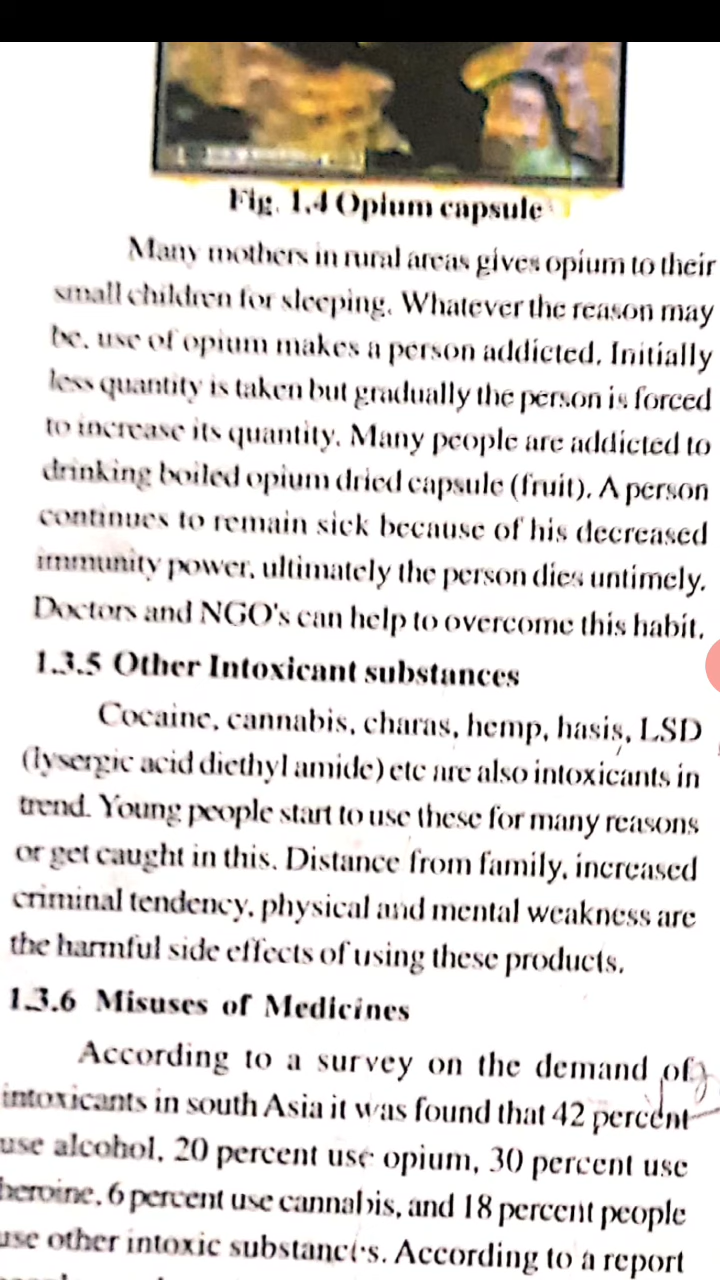 Fig. 1.4 Opium capsule
Many mothers in rural areas gives opium to their
small children for sleeping. Whatever the reason may
be, use of opium makes a person addicted. Initially
less quantity is taken but gradually the person is forced
to increase its quantity. Many people are addicted to
drinking boiled opium dried capsule (fruit). A person
continues to remain sick because of his decreased
immunity power, ultimately the person dies untimely.
Doctors and NGO's can help to overcome this habit.
1.3.5 Other Intoxicant substances
Cocaine, cannabis, charas, hemp, hasis, LSD
(lysergic acid diethyl amide) etc are also intoxicants in
trend. Young people start to use these for many reasons
or get caught in this. Distance from family, increased
criminal tendency, physical and mental weakness are
the harmful side effects of using these products.
1.3.6 Misuses of Medicines
According to a survey on the demand of
intoxicants in south Asia it was found that 42 percent
use alcohol, 20 percent use opium, 30 percent use
heroine, 6 percent use cannabis, and 18 percent people
use other intoxic substances. According to a report